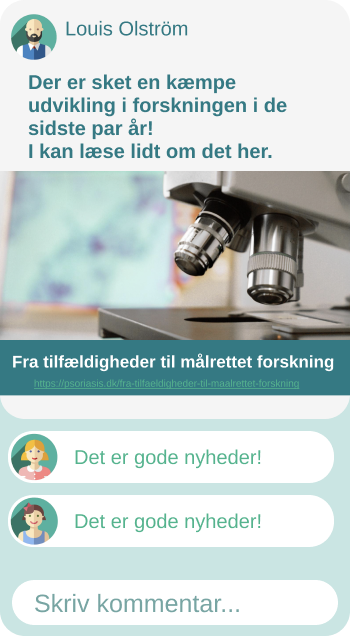 Louis Olström
Der er sket en kæmpe
udvikling i forskningen i de
sidste par år!
I kan læse lidt om det her.
Fra tilfældigheder til målrettet forskning
https://psoriasis.dk/fra-tilfaeldigheder-til-maalrettet-forskning
Det er gode nyheder!
Det er gode nyheder!
Skriv kommentar...